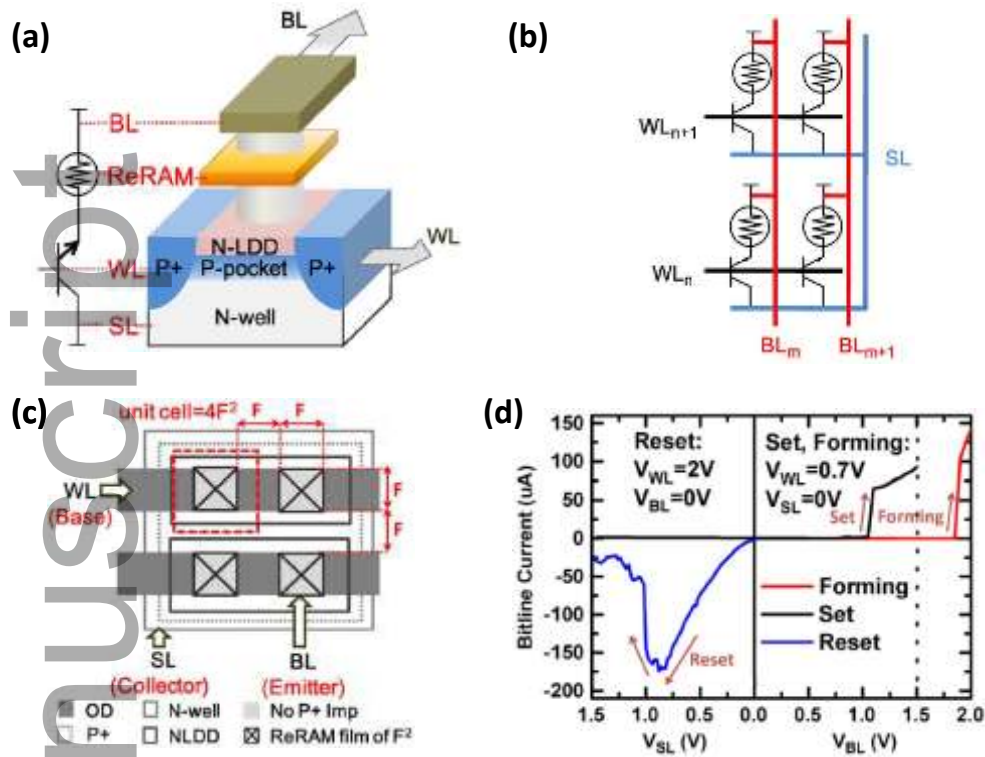 (a)
BL
BL
ReRAM
WL
WL
SL
N-LDD
P+
P-pocket
P+
N-well
(b)
WLn+1
SL
WLn
BLm
BLm+1
(c)
unit cell=4F²
F
F
F
F
WL
(Base)
SL
BL
(Collector)
(Emitter)
OD
N-well
No P+ Imp
P+
NLDD
ReRAM film of F²
(d)
Bitline Current (uA)
150
100
50
0
-50
-100
-150
-200
Reset:
VWL=2V
VBL=0V
Set, Forming:
VWL=0.7V
VSL=0V
Set
Forming
Forming
Set
Reset
Reset
1.5
1.0
0.5
0.0
0.5
1.0
1.5
2.0
VSL (V)
VBL (V)
nuscript